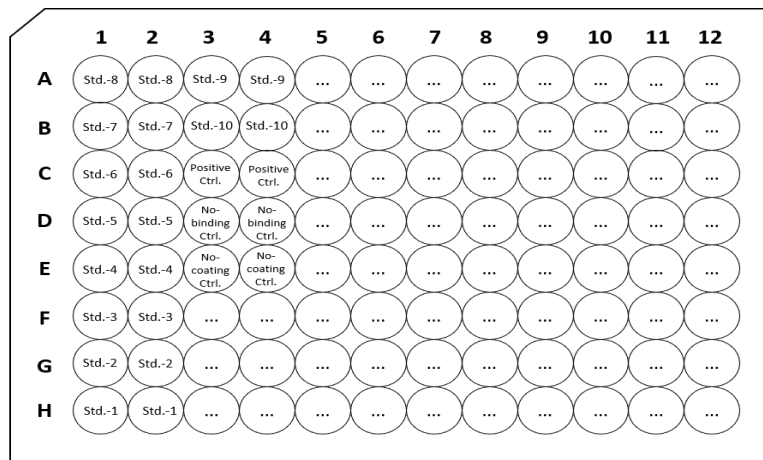 1 2 3 4 5 6 7 8 9 10 11 12
A Std.-8 Std.-8 Std.-9 Std.-9 ... ... ... ... ... ... ... ...
B Std.-7 Std.-7 Std.-10 Std.-10 ... ... ... ... ... ... ... ...
C Std.-6 Std.-6 Positive Ctrl. Positive Ctrl. ... ... ... ... ... ... ... ...
D Std.-5 Std.-5 No-binding Ctrl. No-binding Ctrl. ... ... ... ... ... ... ... ...
E Std.-4 Std.-4 No-coating Ctrl. No-coating Ctrl. ... ... ... ... ... ... ... ...
F Std.-3 Std.-3 ... ... ... ... ... ... ... ... ... ...
G Std.-2 Std.-2 ... ... ... ... ... ... ... ... ... ...
H Std.-1 Std.-1 ... ... ... ... ... ... ... ... ... ...